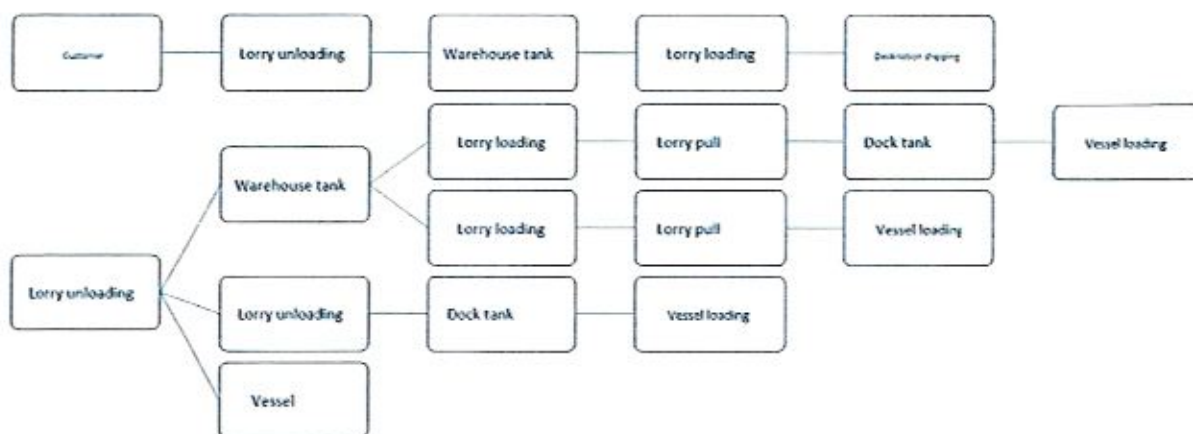 Customer
Lorry unloading
Warehouse tank
Lorry loading
Destination shipping
Lorry loading
Lorry pull
Dock tank
Vessel loading
Warehouse tank
Lorry loading
Lorry pull
Vessel loading
Lorry unloading
Lorry unloading
Dock tank
Vessel loading
Vessel